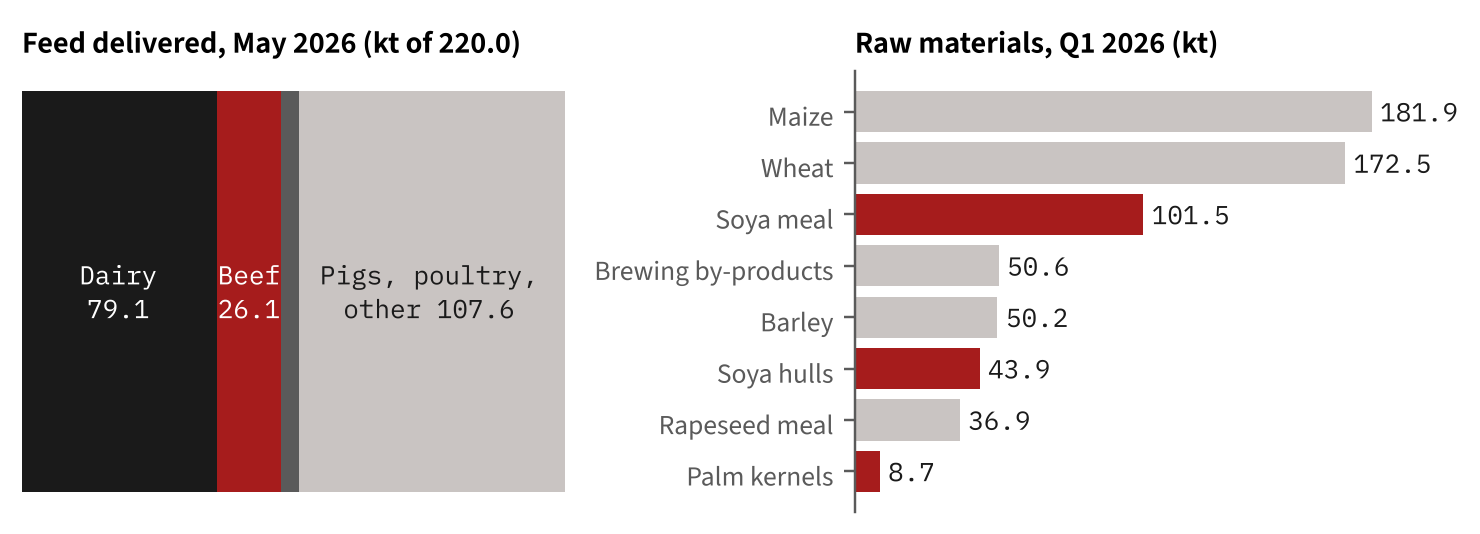 Feed delivered, May 2026 (kt of 220.0)
Dairy
79.1
Beef
26.1
Pigs, poultry,
other 107.6
Raw materials, Q1 2026 (kt)
Maize 181.9
Wheat 172.5
Soya meal 101.5
Brewing by-products 50.6
Barley 50.2
Soya hulls 43.9
Rapeseed meal 36.9
Palm kernels 8.7